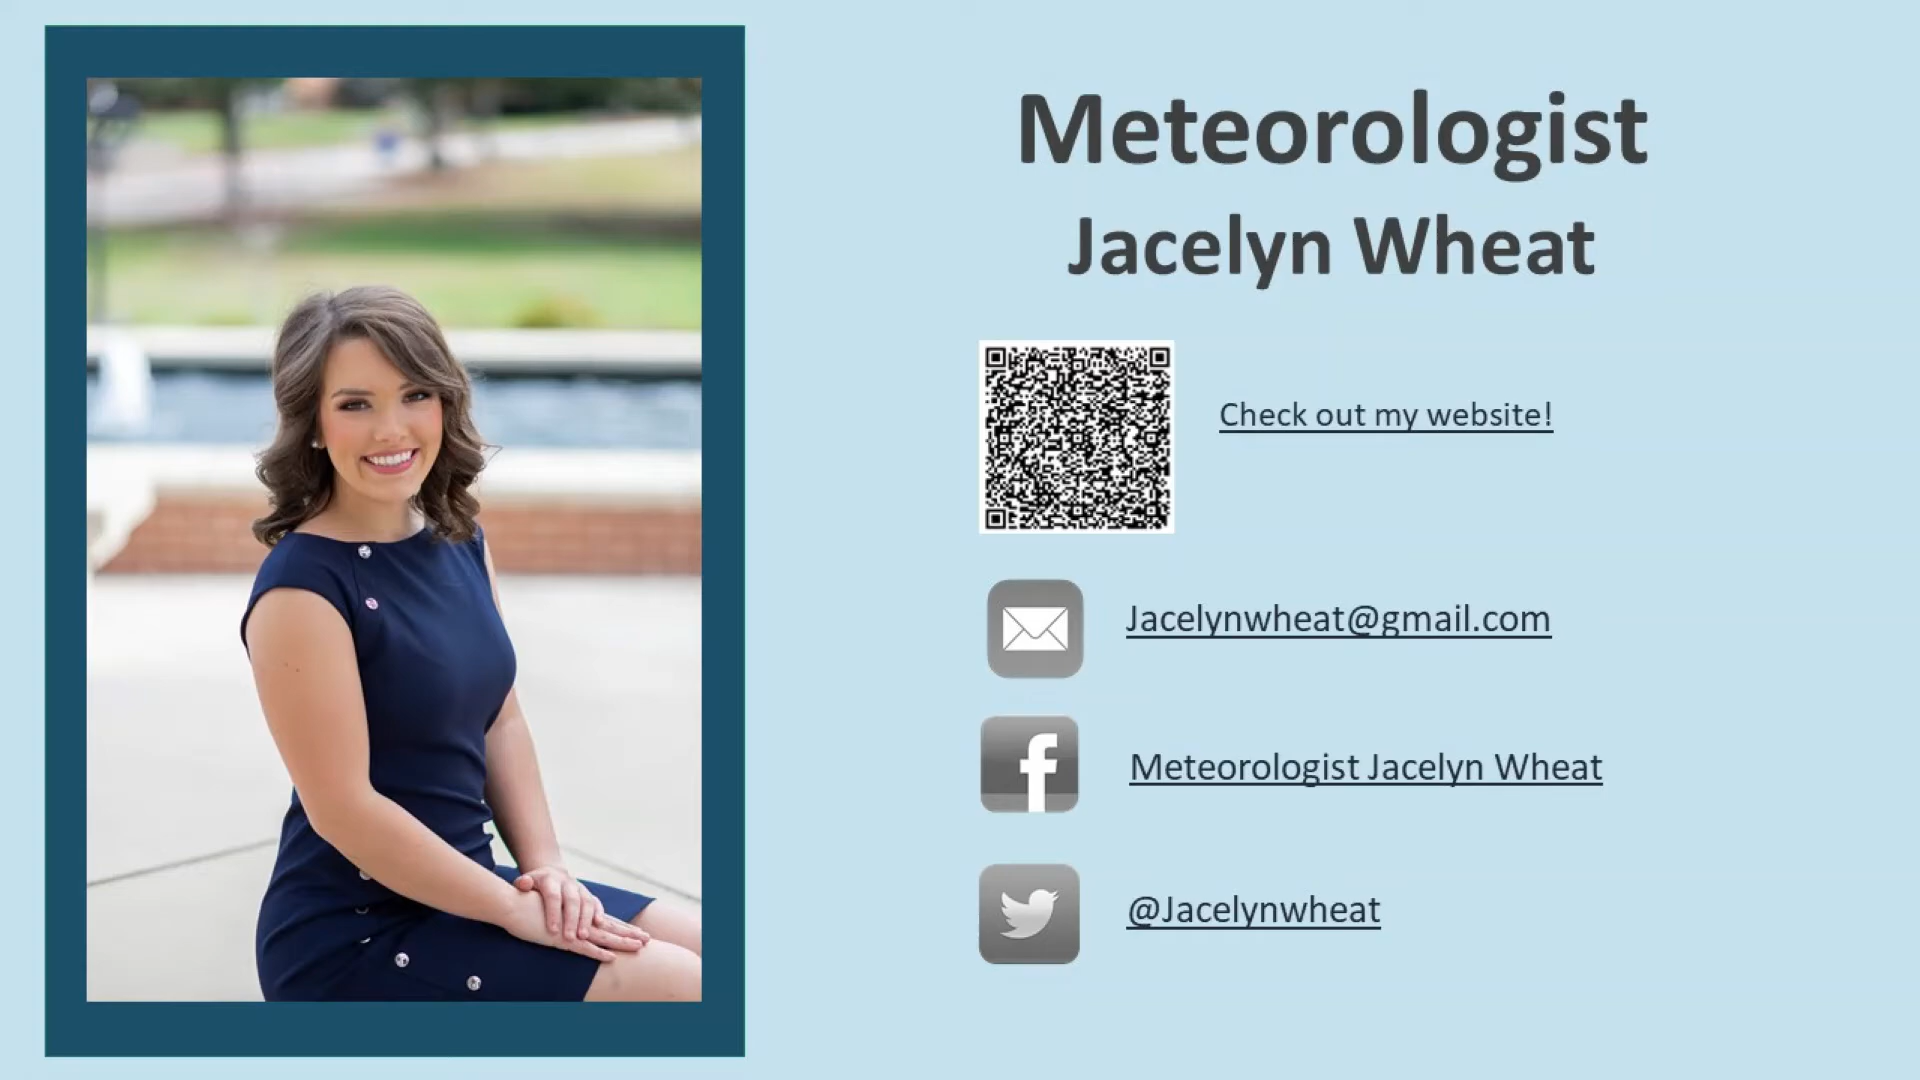 Meteorologist
Jacelyn Wheat
Check out my website!
Jacelynwheat@gmail.com
Meteorologist Jacelyn Wheat
@Jacelynwheat